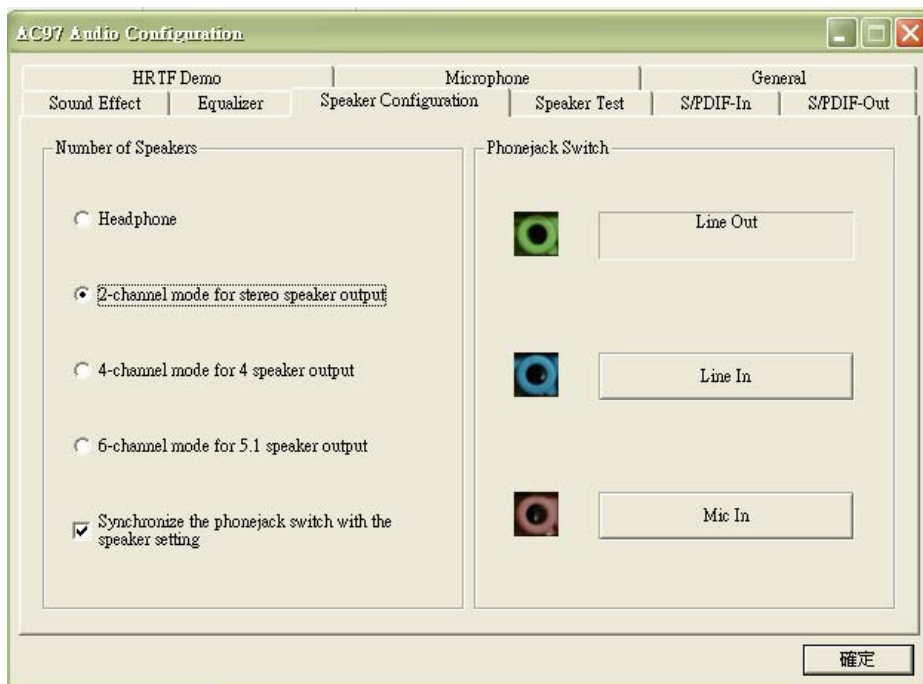 AC97 Audio Configuration
HRTF Demo
Microphone
General
Sound Effect
Equalizer
Speaker Configuration
Speaker Test
S/PDIF-In
S/PDIF-Out
Number of Speakers
Headphone
2-channel mode for stereo speaker output
4-channel mode for 4 speaker output
6-channel mode for 5.1 speaker output
Synchronize the phonejack switch with the
speaker setting
Phonejack Switch
Line Out
Line In
Mic In
確定